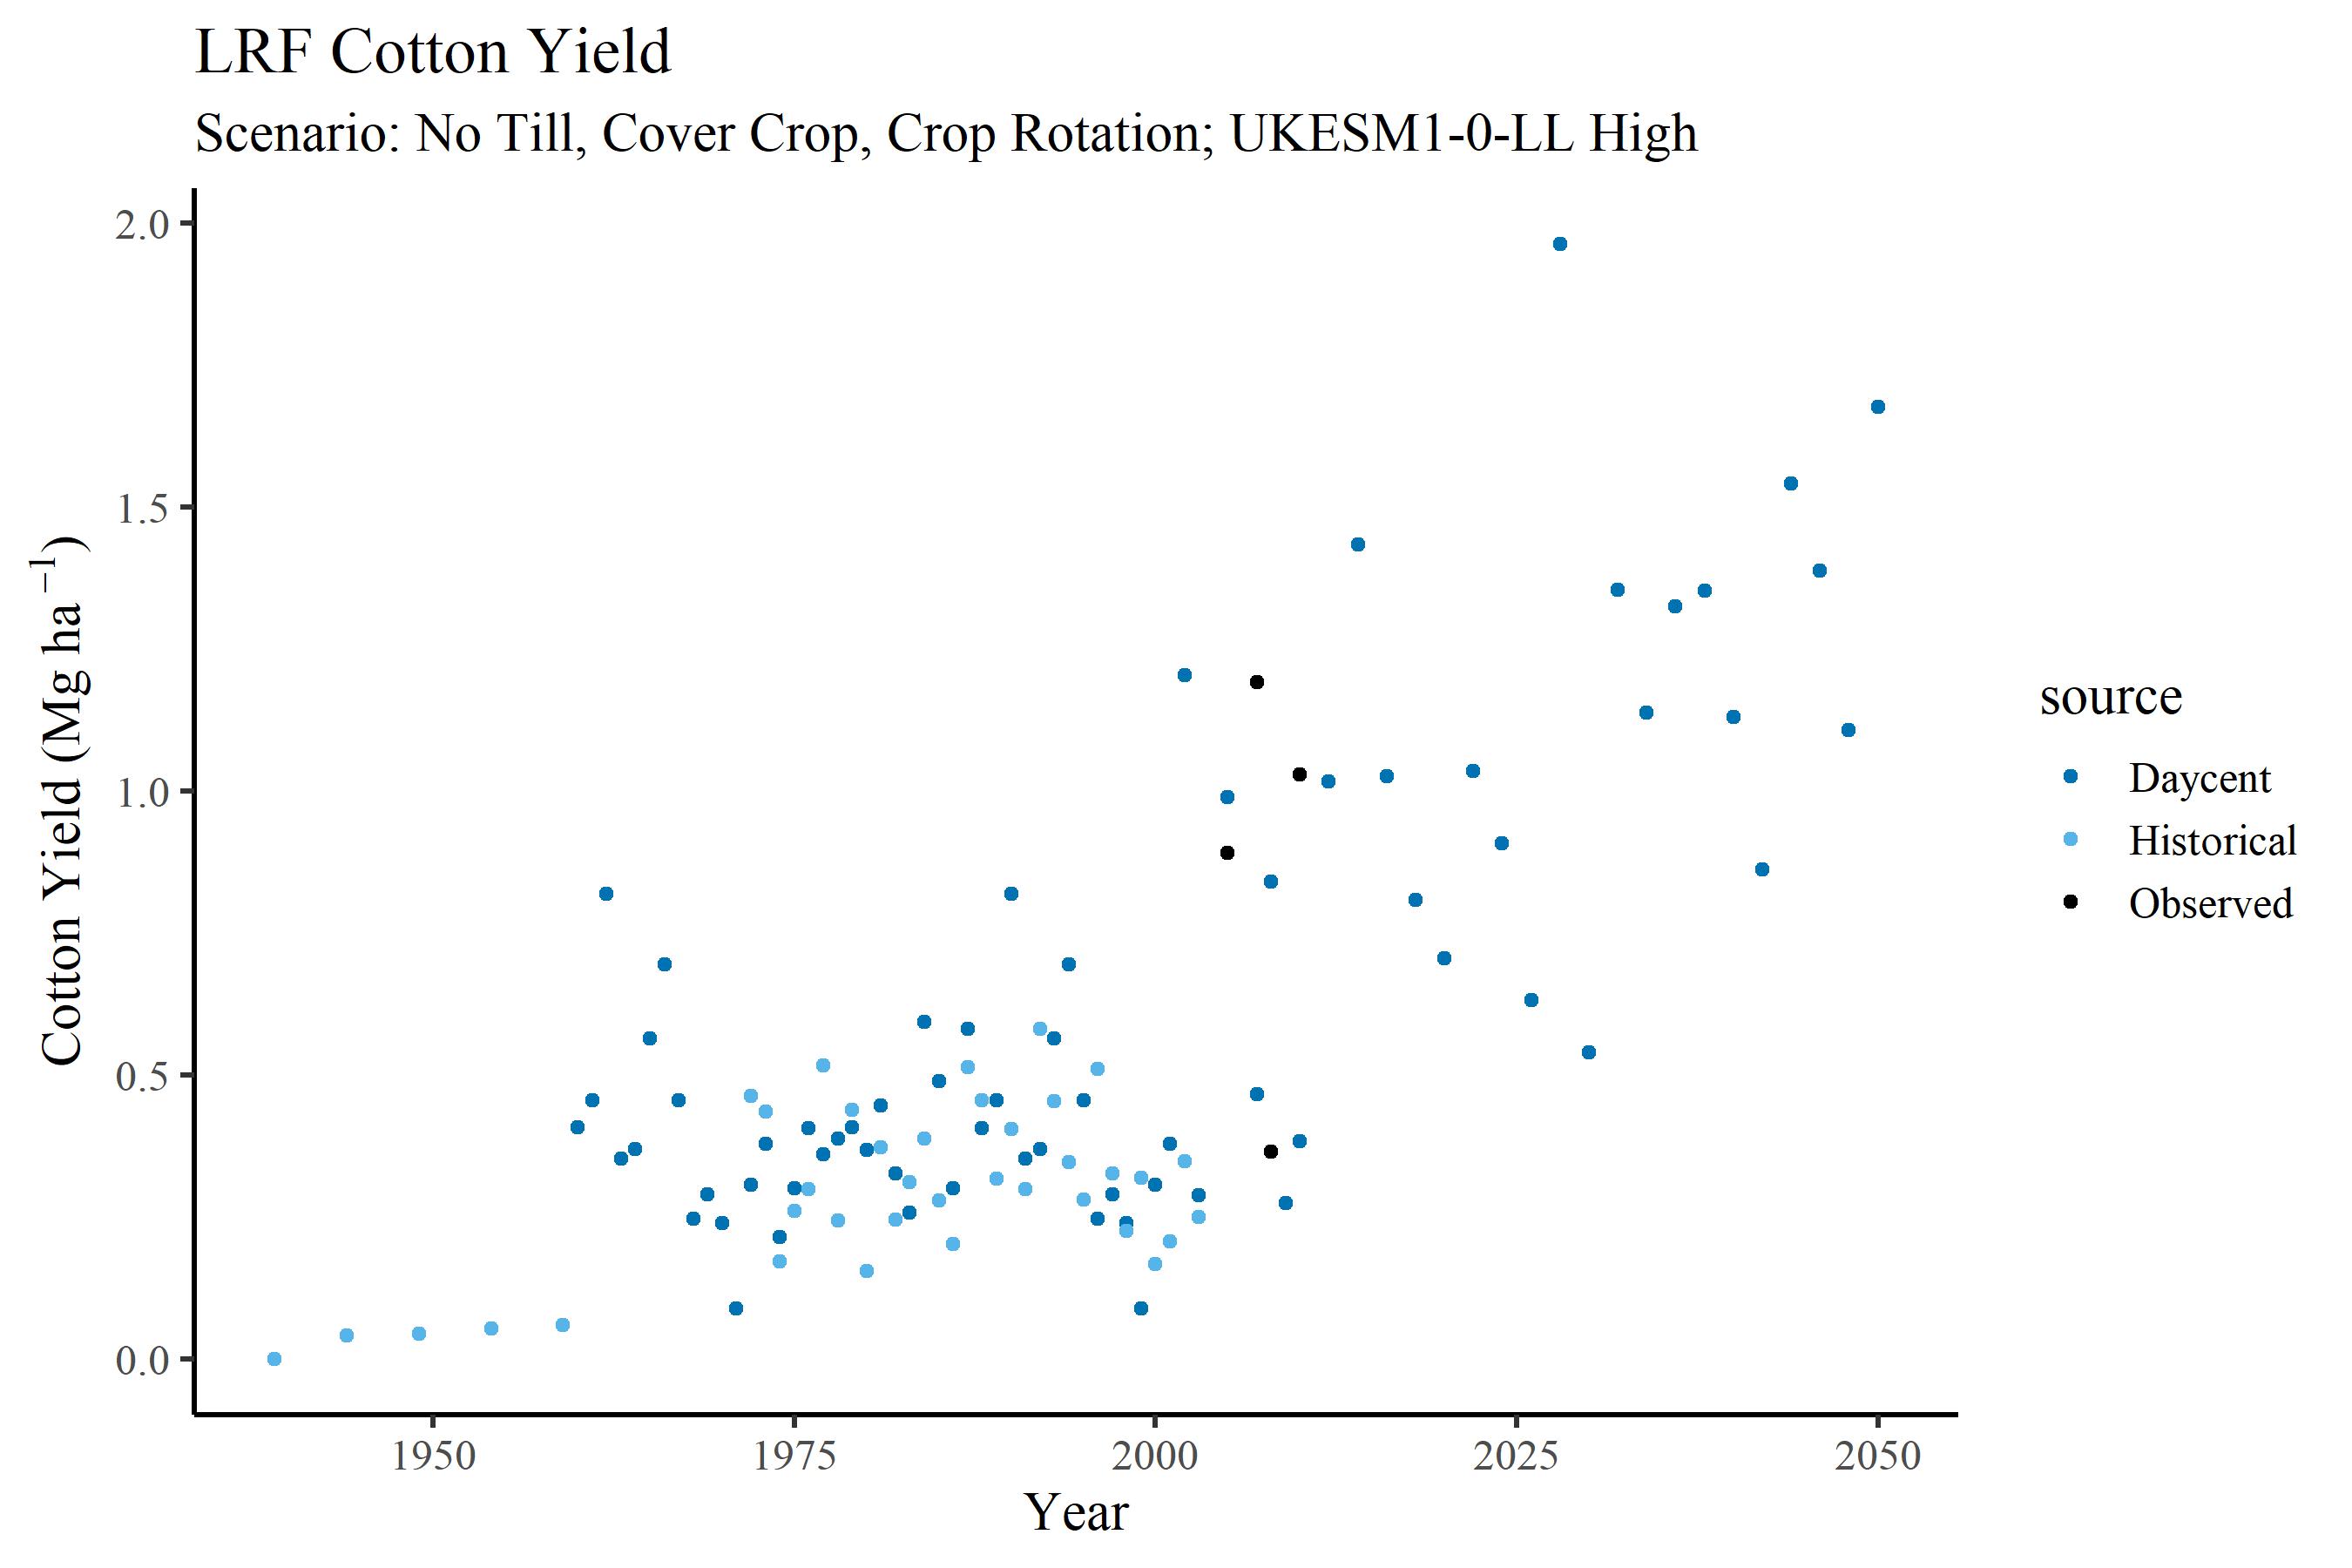 LRF Cotton Yield
Scenario: No Till, Cover Crop, Crop Rotation; UKESM1-0-LL High
Cotton Yield (Mg ha⁻¹)
2.0
1.5
1.0
0.5
0.0
1950 1975 2000 2025 2050
Year
source
Daycent
Historical
Observed